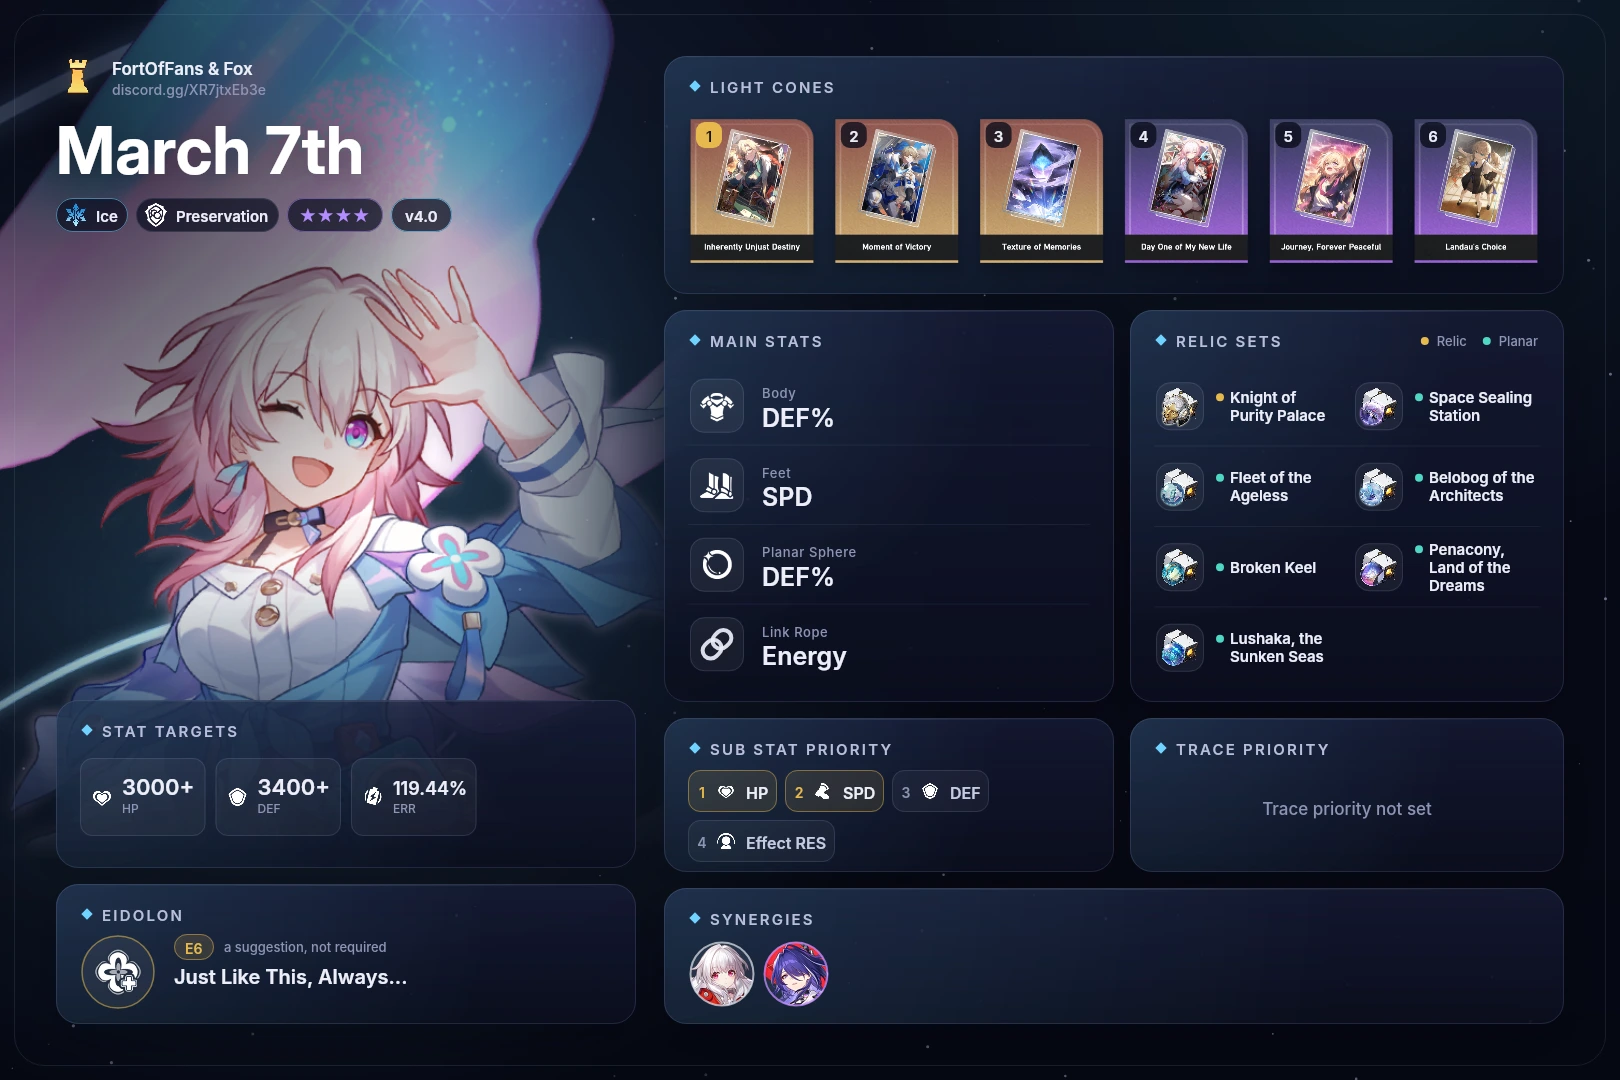 FortOfFans & Fox
discord.gg/XR7jtxEb3e
March 7th
Ice
Preservation
★★★★
v4.0
STAT TARGETS
3000+
HP
3400+
DEF
119.44%
ERR
EIDOLON
E6
a suggestion, not required
Just Like This, Always...
LIGHT CONES
1
Inherently Unjust Destiny
2
Moment of Victory
3
Texture of Memories
4
Day One of My New Life
5
Journey, Forever Peaceful
6
Landau's Choice
MAIN STATS
Body
DEF%
Feet
SPD
Planar Sphere
DEF%
Link Rope
Energy
RELIC SETS
Relic
Planar
Knight of
Purity Palace
Space Sealing
Station
Fleet of the
Ageless
Belobog of the
Architects
Broken Keel
Penacony,
Land of the
Dreams
Lushaka, the
Sunken Seas
SUB STAT PRIORITY
1 HP
2 SPD
3 DEF
4 Effect RES
TRACE PRIORITY
Trace priority not set
SYNERGIES